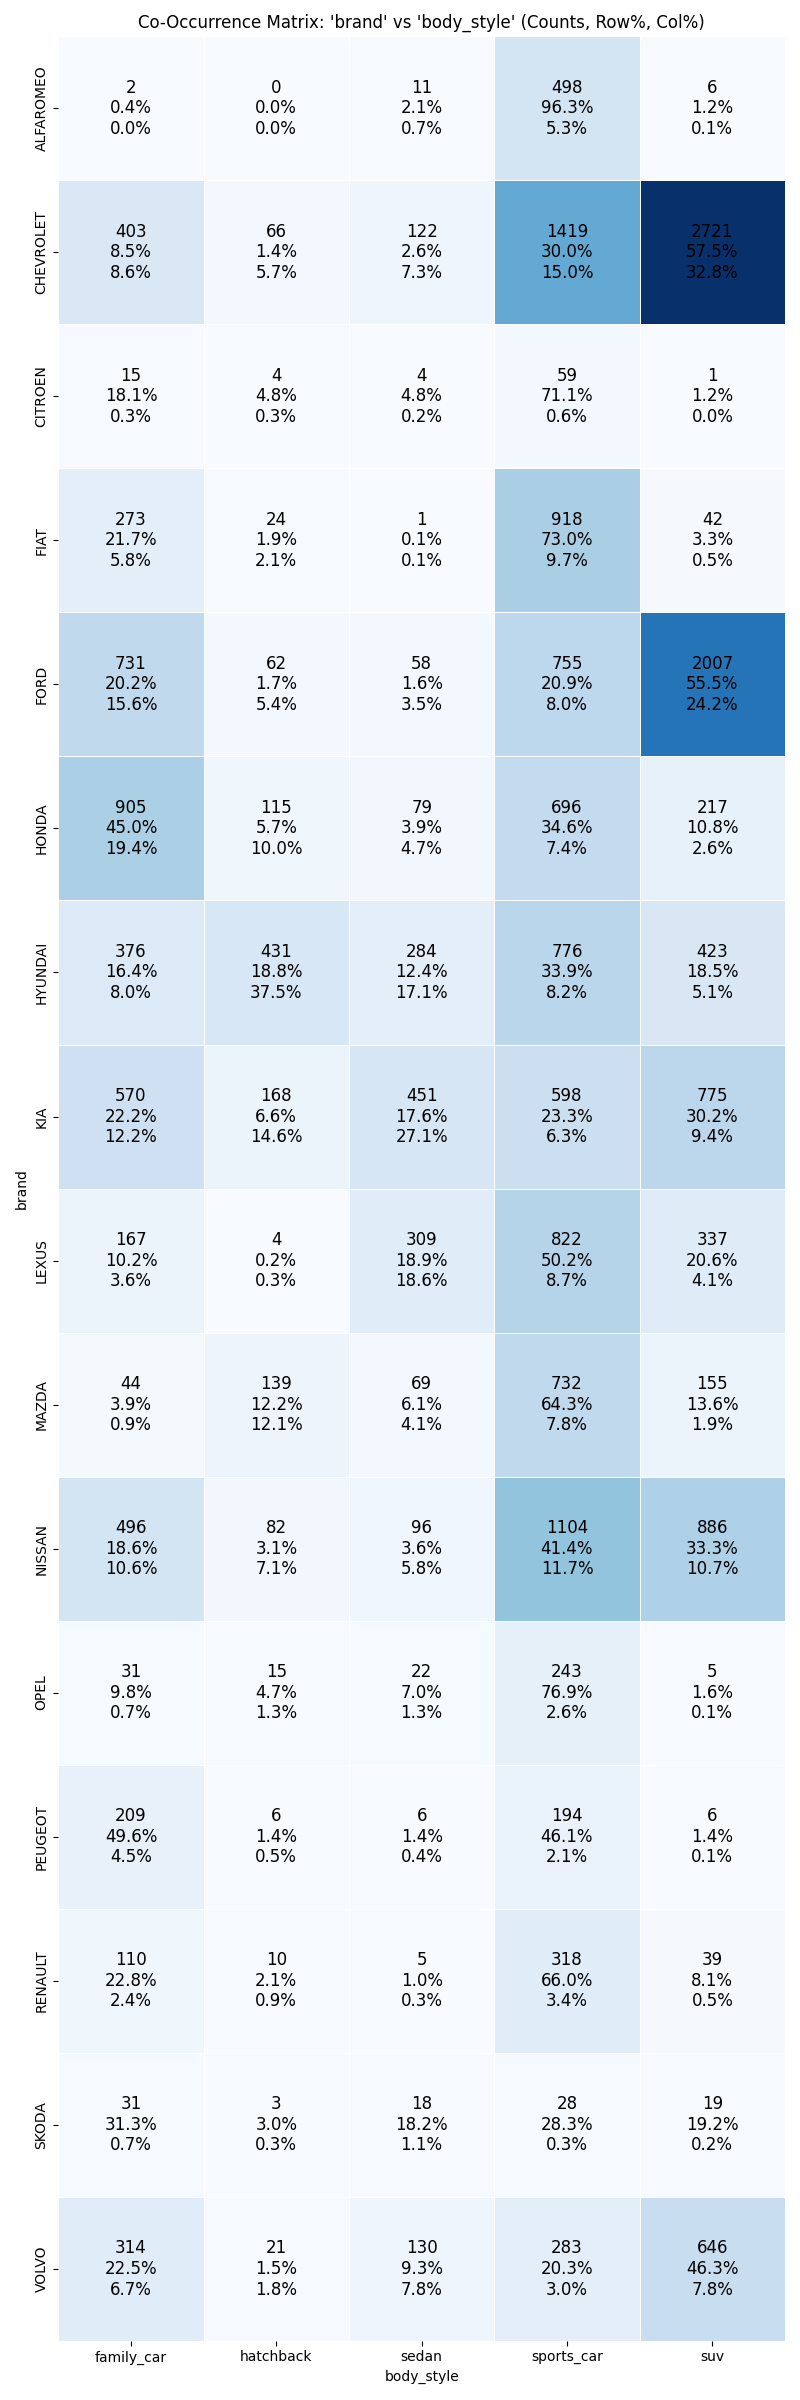 Co-Occurrence Matrix: 'brand' vs 'body_style' (Counts, Row%, Col%)
ALFAROMEO
2 0 11 498 6
0.4% 0.0% 2.1% 96.3% 1.2%
0.0% 0.0% 0.7% 5.3% 0.1%
CHEVROLET
403 66 122 1419 2721
8.5% 1.4% 2.6% 30.0% 57.5%
8.6% 5.7% 7.3% 15.0% 32.8%
CITROEN
15 4 4 59 1
18.1% 4.8% 4.8% 71.1% 1.2%
0.3% 0.3% 0.2% 0.6% 0.0%
FIAT
273 24 1 918 42
21.7% 1.9% 0.1% 73.0% 3.3%
5.8% 2.1% 0.1% 9.7% 0.5%
FORD
731 62 58 755 2007
20.2% 1.7% 1.6% 20.9% 55.5%
15.6% 5.4% 3.5% 8.0% 24.2%
HONDA
905 115 79 696 217
45.0% 5.7% 3.9% 34.6% 10.8%
19.4% 10.0% 4.7% 7.4% 2.6%
HYUNDAI
376 431 284 776 423
16.4% 18.8% 12.4% 33.9% 18.5%
8.0% 37.5% 17.1% 8.2% 5.1%
KIA
570 168 451 598 775
22.2% 6.6% 17.6% 23.3% 30.2%
12.2% 14.6% 27.1% 6.3% 9.4%
brand
LEXUS
167 4 309 822 337
10.2% 0.2% 18.9% 50.2% 20.6%
3.6% 0.3% 18.6% 8.7% 4.1%
MAZDA
44 139 69 732 155
3.9% 12.2% 6.1% 64.3% 13.6%
0.9% 12.1% 4.1% 7.8% 1.9%
NISSAN
496 82 96 1104 886
18.6% 3.1% 3.6% 41.4% 33.3%
10.6% 7.1% 5.8% 11.7% 10.7%
OPEL
31 15 22 243 5
9.8% 4.7% 7.0% 76.9% 1.6%
0.7% 1.3% 1.3% 2.6% 0.1%
PEUGEOT
209 6 6 194 6
49.6% 1.4% 1.4% 46.1% 1.4%
4.5% 0.5% 0.4% 2.1% 0.1%
RENAULT
110 10 5 318 39
22.8% 2.1% 1.0% 66.0% 8.1%
2.4% 0.9% 0.3% 3.4% 0.5%
SKODA
31 3 18 28 19
31.3% 3.0% 18.2% 28.3% 19.2%
0.7% 0.3% 1.1% 0.3% 0.2%
VOLVO
314 21 130 283 646
22.5% 1.5% 9.3% 20.3% 46.3%
6.7% 1.8% 7.8% 3.0% 7.8%
family_car hatchback sedan sports_car suv
body_style